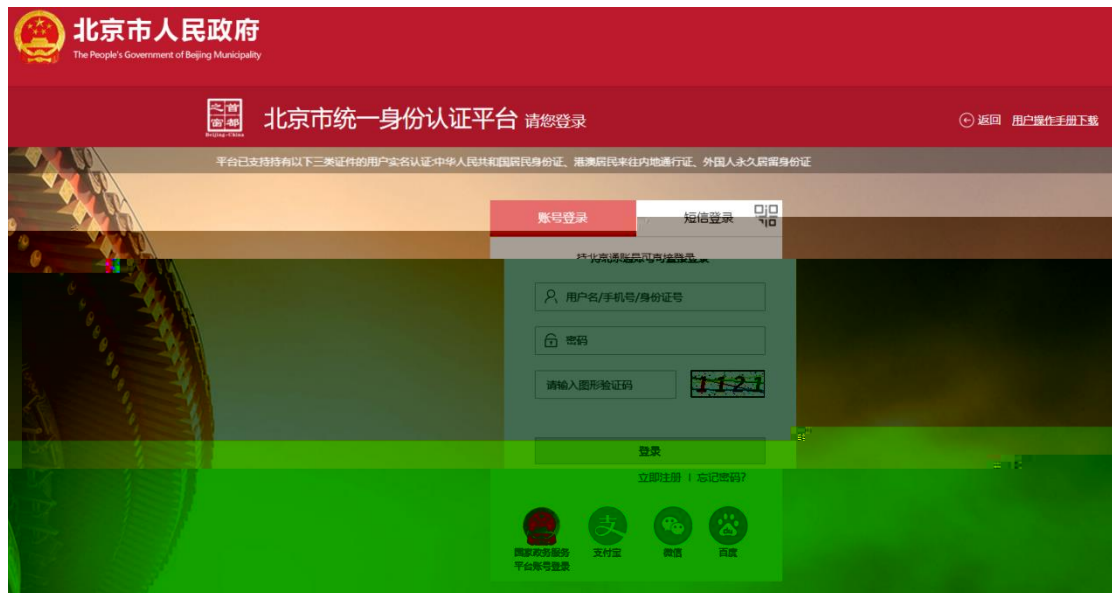 北京市人民政府
The People's Government of Beijing Municipality
首都之窗
Beijing-China
北京市统一身份认证平台 请您登录
返回 用户操作手册下载
平台已支持持有以下三类证件的用户实名认证:中华人民共和国居民身份证、港澳居民来往内地通行证、外国人永久居留身份证
账号登录 短信登录
用户名/手机号/身份证号
密码
请输入图形验证码 1121
登录
立即注册 | 忘记密码?
国家政务服务 支付宝 微信 百度
平台账号登录